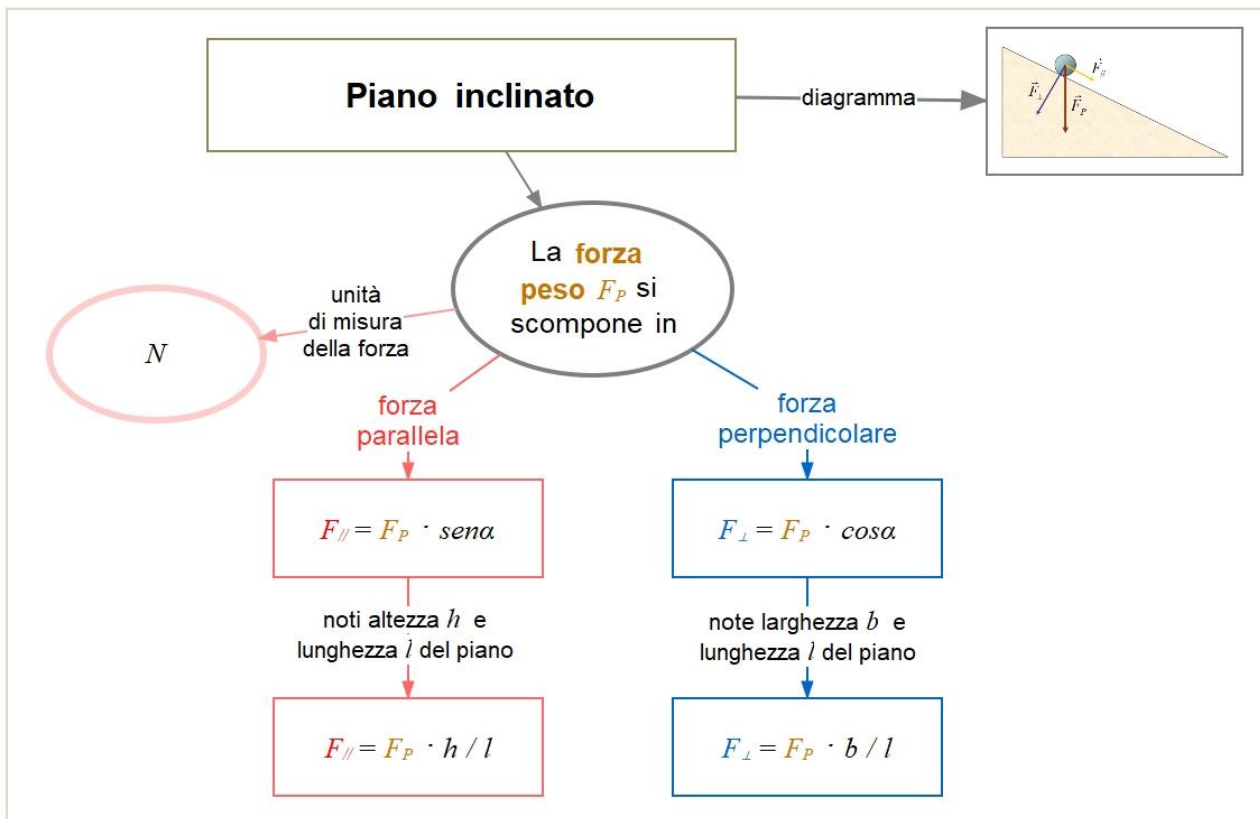 Piano inclinato
diagramma
F⃗//
F⃗⊥
F⃗P
La forza
peso FP si
scompone in
unità
di misura
della forza
N
forza
parallela
forza
perpendicolare
F// = FP · senα
F⊥ = FP · cosα
noti altezza h e
lunghezza l del piano
note larghezza b e
lunghezza l del piano
F// = FP · h / l
F⊥ = FP · b / l